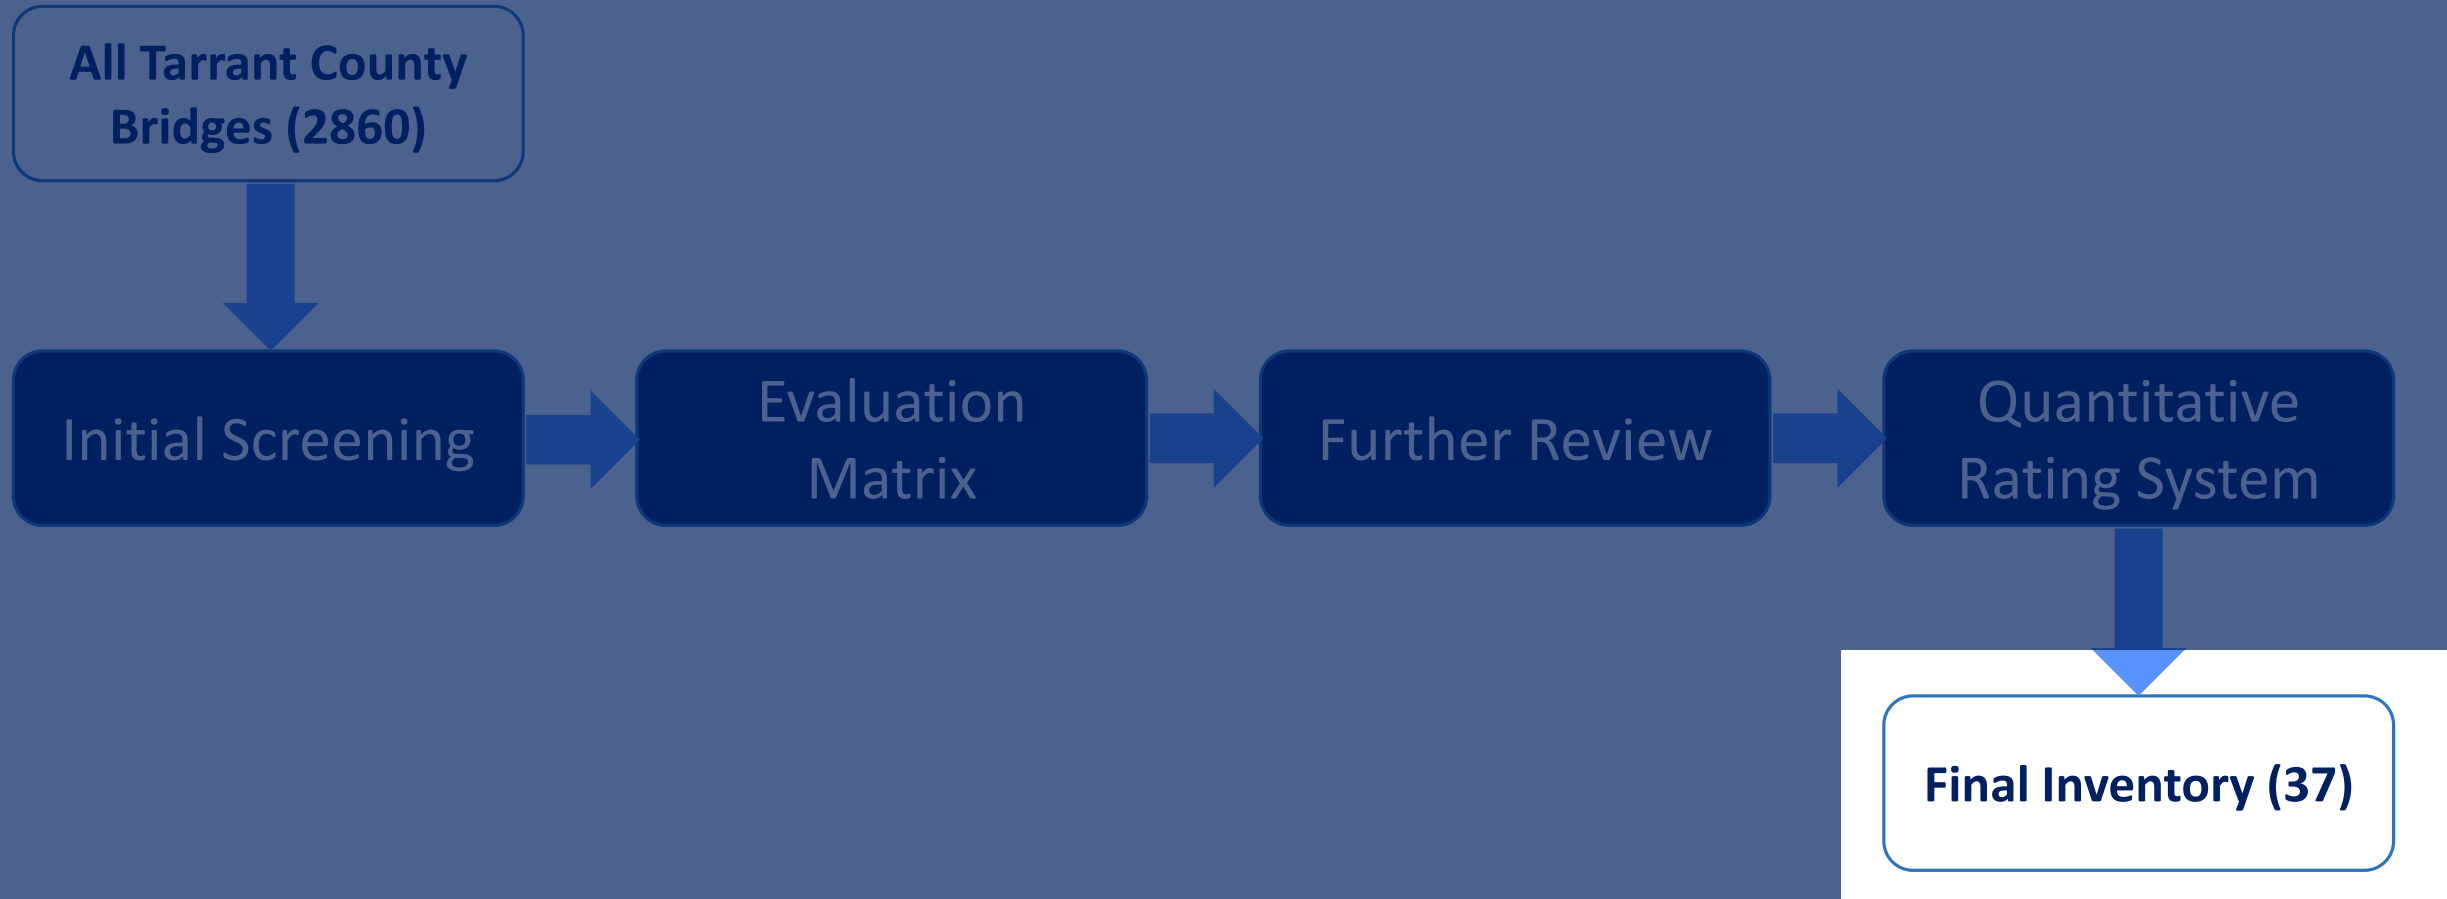 All Tarrant County
Bridges (2860)
Initial Screening
Evaluation
Matrix
Further Review
Quantitative
Rating System
Final Inventory (37)